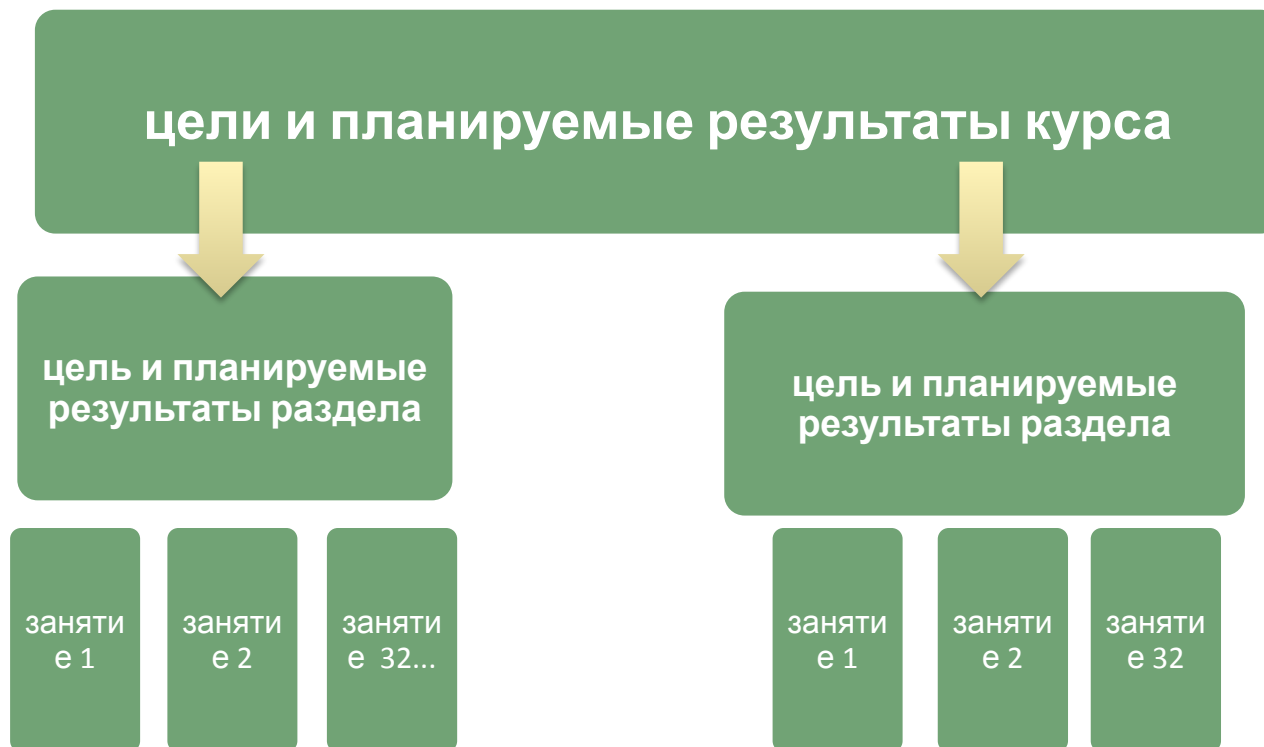 цели и планируемые результаты курса
цель и планируемые
результаты раздела
цель и планируемые
результаты раздела
заняти
е 1
заняти
е 2
заняти
е 32...
заняти
е 1
заняти
е 2
заняти
е 32